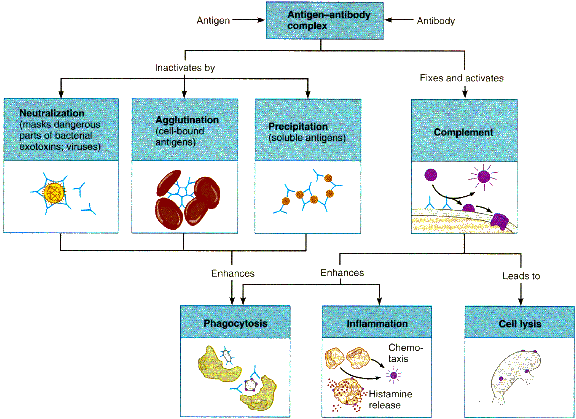 Antigen
Antigen–antibody
complex
Antibody
Inactivates by
Fixes and activates
Neutralization
(masks dangerous
parts of bacterial
exotoxins; viruses)
Agglutination
(cell-bound
antigens)
Precipitation
(soluble antigens)
Complement
Enhances
Enhances
Leads to
Phagocytosis
Inflammation
Cell lysis
Chemo-
taxis
Histamine
release